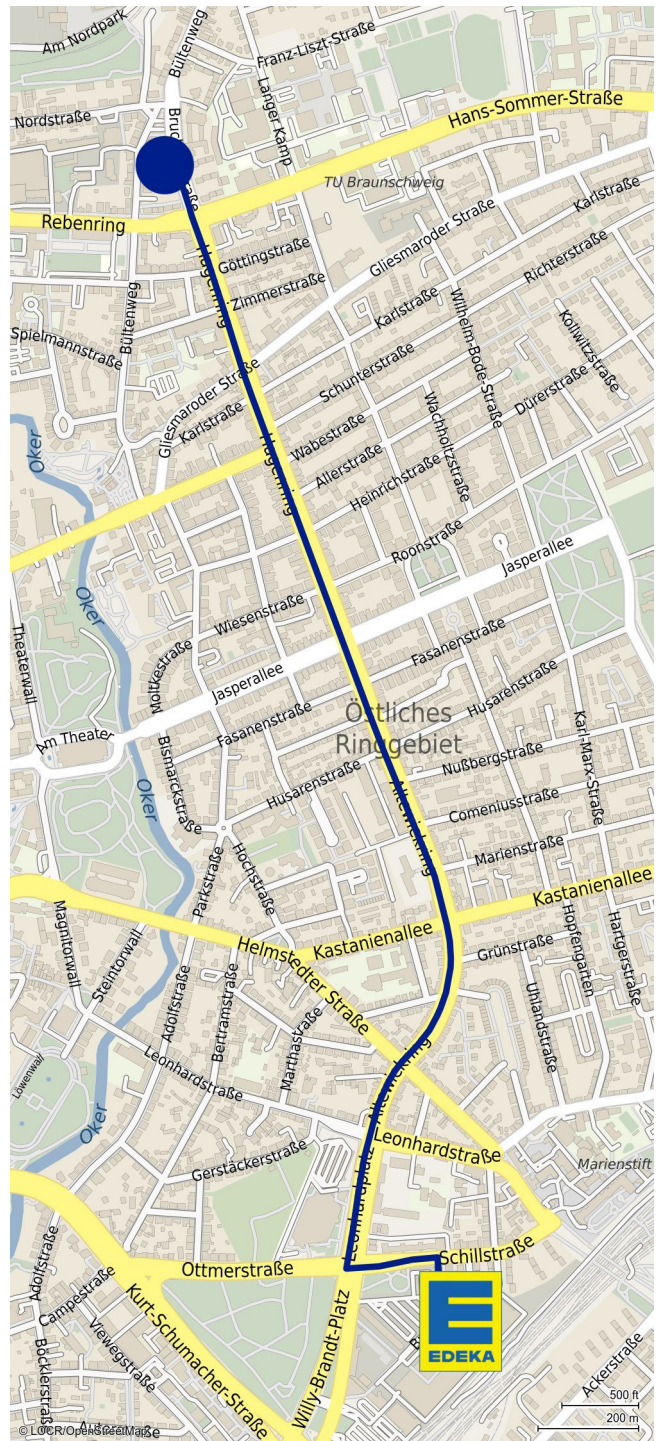 Am Nordpark
Bültenweg
Franz-Liszt-Straße
Langer Kamp
Nordstraße
Hans-Sommer-Straße
TU Braunschweig
Rebenring
Karlstraße
Gliesmaroder Straße
Göttingstraße
Hagenring
Richterstraße
Zimmerstraße
Bültenweg
Karlstraße
Wilhelm-Bode-Straße
Kollwitzstraße
Spielmannstraße
Schunterstraße
Dürerstraße
Gliesmaroder Straße
Karlstraße
Wachholtzstraße
Wabestraße
Oker
Hagenring
Allerstraße
Heinrichstraße
Roonstraße
Jasperallee
Oker
Wiesenstraße
Theaterwall
Moltkestraße
Fasanenstraße
Jasperallee
Husarenstraße
Östliches
Ringgebiet
Fasanenstraße
Am Theater
Karl-Marx-Straße
Bismarckstraße
Nußbergstraße
Husarenstraße
Oker
Altewiekring
Comeniusstraße
Hochstraße
Marienstraße
Parkstraße
Kastanienallee
Magnitorwall
Steintorwall
Helmstedter Straße
Kastanienallee
Grünstraße
Hopfengarten
Hartgerstraße
Adolfstraße
Bertramstraße
Uhlandstraße
Marthastraße
Löwenwall
Leonhardstraße
Altewiekring
Oker
Leonhardstraße
Gerstäckerstraße
Marienstift
Leonhardplatz
Adolfstraße
Ottmerstraße
Schillstraße
Campestraße
Kurt-Schumacher-Straße
Willy-Brandt-Platz
EDEKA
Viewegstraße
Böcklerstraße
Ackerstraße
500 ft
200 m
© LOCR/OpenStreetMap